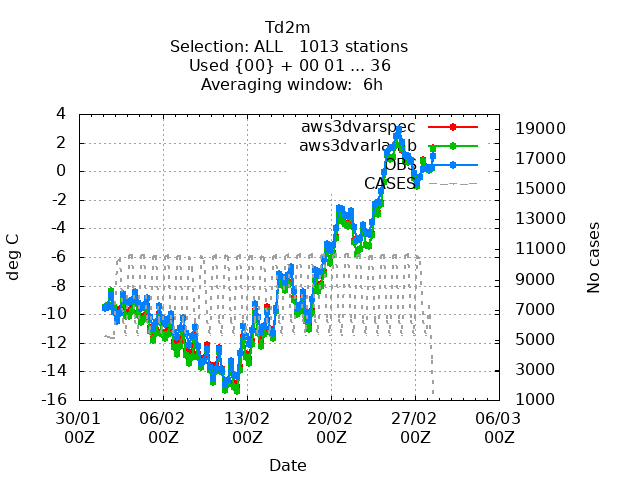 Td2m
Selection: ALL   1013 stations
Used {00} + 00 01 ... 36
Averaging window:  6h
4
2
0
-2
-4
-6
-8
-10
-12
-14
-16
deg C
aws3dvarspec
OBS
CASES
19000
17000
15000
13000
11000
9000
7000
5000
3000
1000
No cases
30/01 06/02 13/02 20/02 27/02 06/03
00Z 00Z 00Z 00Z 00Z 00Z
Date